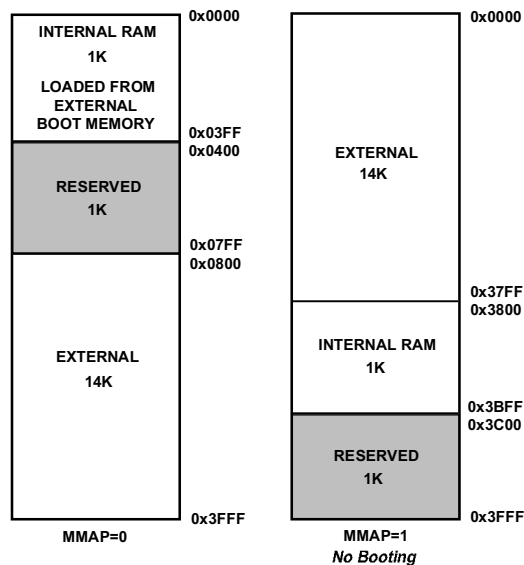 0x0000
INTERNAL RAM
1K
LOADED FROM
EXTERNAL
BOOT MEMORY
0x03FF
0x0400
RESERVED
1K
0x07FF
0x0800
EXTERNAL
14K
0x3FFF
MMAP=0
0x0000
EXTERNAL
14K
0x37FF
0x3800
INTERNAL RAM
1K
0x3BFF
0x3C00
RESERVED
1K
0x3FFF
MMAP=1
No Booting